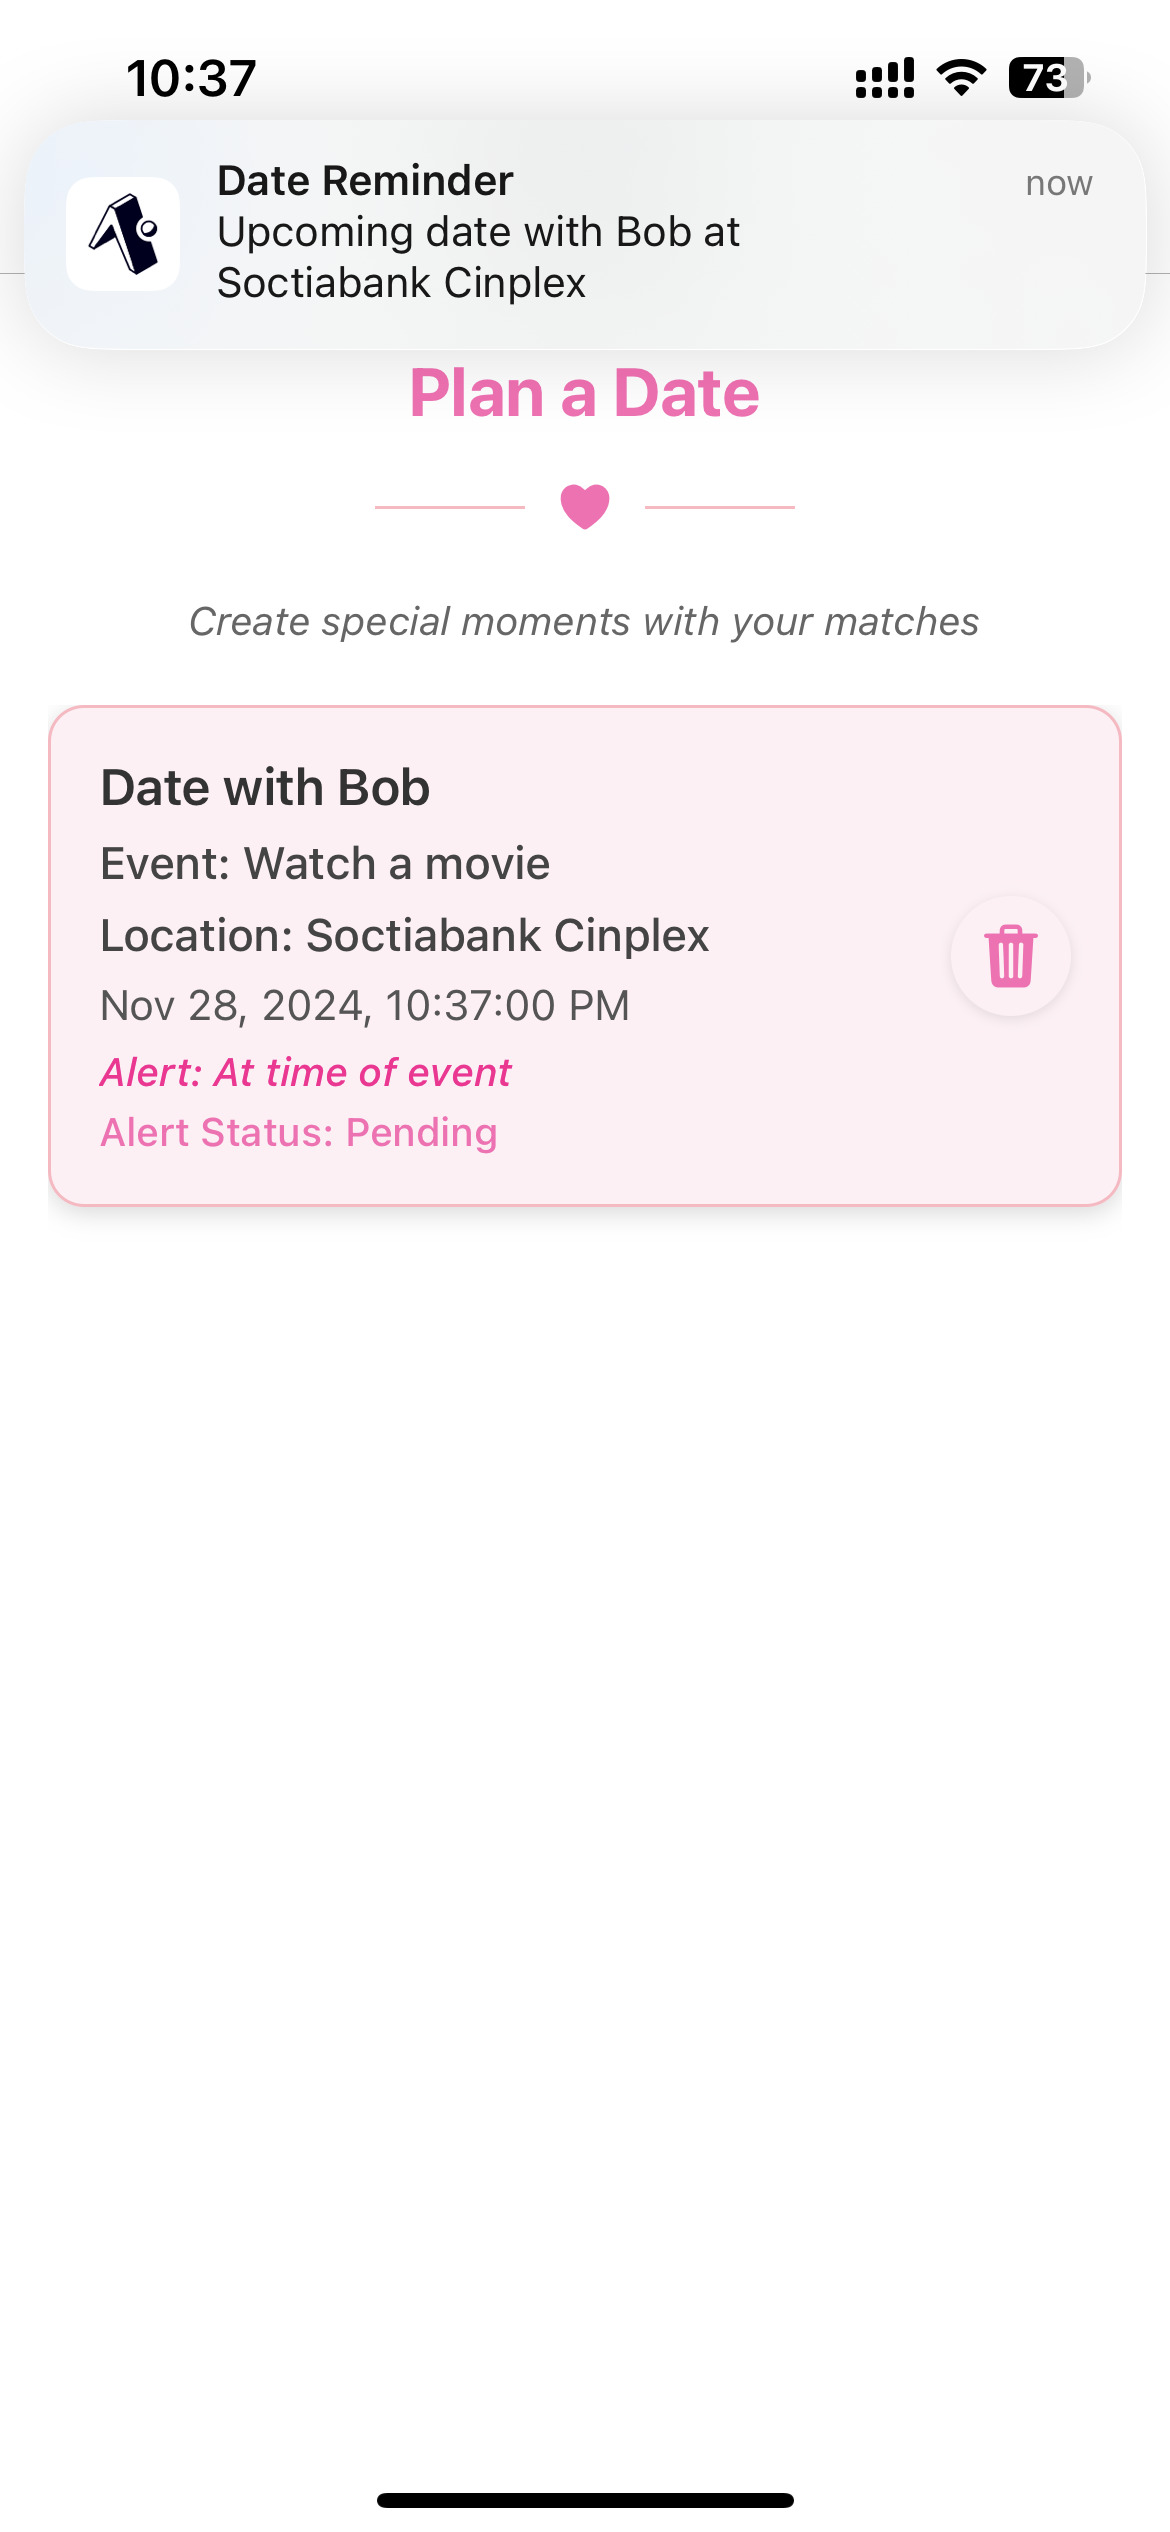 10:37
73
Date Reminder
now
Upcoming date with Bob at
Soctiabank Cinplex
Plan a Date
Create special moments with your matches
Date with Bob
Event: Watch a movie
Location: Soctiabank Cinplex
Nov 28, 2024, 10:37:00 PM
Alert: At time of event
Alert Status: Pending